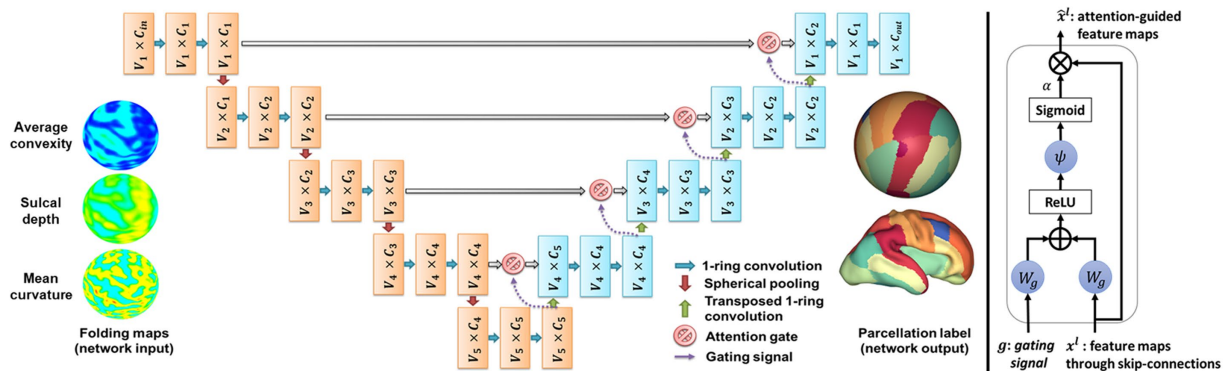 V₁ × Cᵢₙ
V₁ × C₁
V₁ × C₁
V₁ × C₂
V₁ × C₁
V₁ × Cₒᵤₜ
V₂ × C₁
V₂ × C₂
V₂ × C₂
V₂ × C₃
V₂ × C₂
V₂ × C₂
V₃ × C₂
V₃ × C₃
V₃ × C₃
V₃ × C₄
V₃ × C₃
V₃ × C₃
V₄ × C₃
V₄ × C₄
V₄ × C₄
V₄ × C₅
V₄ × C₄
V₄ × C₄
V₅ × C₄
V₅ × C₅
V₅ × C₅
Average
convexity
Sulcal
depth
Mean
curvature
Folding maps
(network input)
1-ring convolution
Spherical pooling
Transposed 1-ring
convolution
Attention gate
Gating signal
Parcellation label
(network output)
x̂ˡ: attention-guided
feature maps
α
Sigmoid
ψ
ReLU
W_g
W_g
g: gating
signal
xˡ: feature maps
through skip-connections